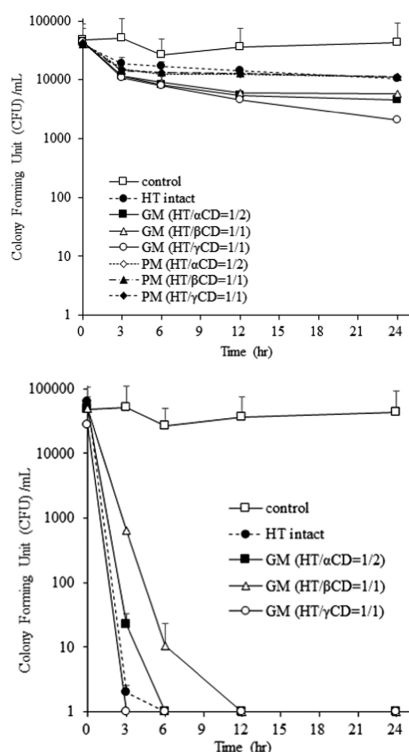 Colony Forming Unit (CFU) /mL
100000
10000
1000
100
10
1
control
HT intact
GM (HT/αCD=1/2)
GM (HT/βCD=1/1)
GM (HT/γCD=1/1)
PM (HT/αCD=1/2)
PM (HT/βCD=1/1)
PM (HT/γCD=1/1)
0 3 6 9 12 15 18 21 24
Time (hr)
Colony Forming Unit (CFU) /mL
100000
10000
1000
100
10
1
control
HT intact
GM (HT/αCD=1/2)
GM (HT/βCD=1/1)
GM (HT/γCD=1/1)
0 3 6 9 12 15 18 21 24
Time (hr)